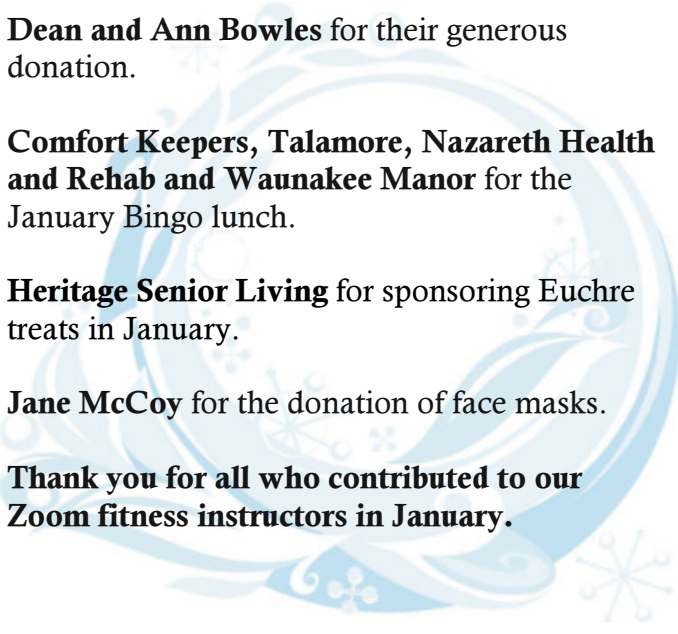 Dean and Ann Bowles for their generous
donation.
Comfort Keepers, Talamore, Nazareth Health
and Rehab and Waunakee Manor for the
January Bingo lunch.
Heritage Senior Living for sponsoring Euchre
treats in January.
Jane McCoy for the donation of face masks.
Thank you for all who contributed to our
Zoom fitness instructors in January.